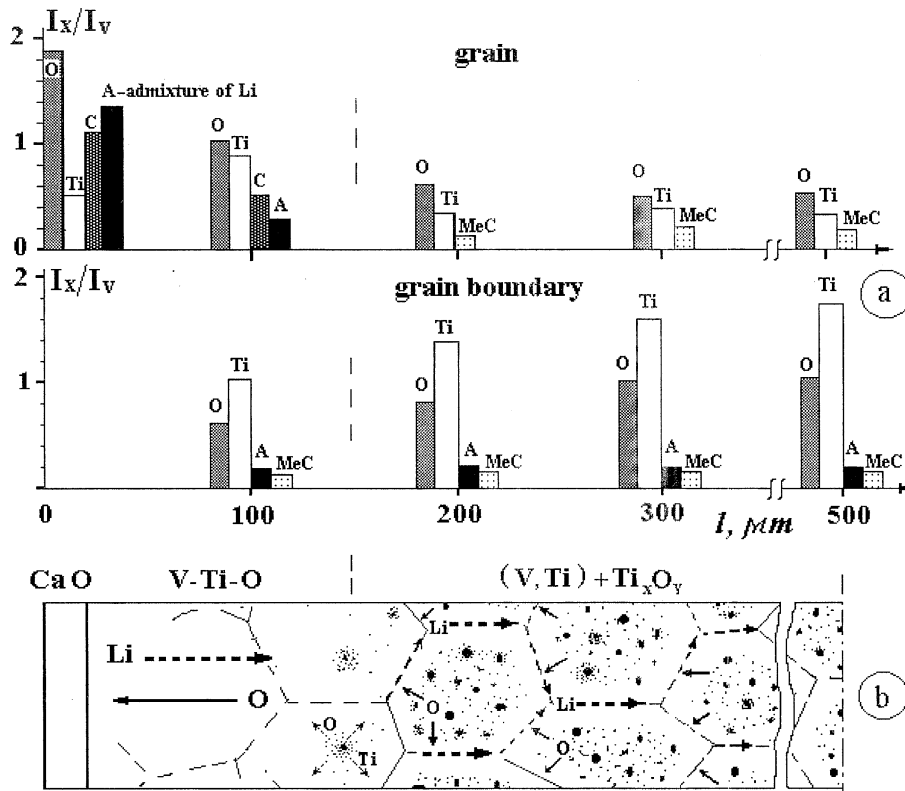 Iₓ/Iᵥ
grain
2
1
0
O
Ti
C
A-admixture of Li
O
Ti
C
A
O
Ti
MeC
O
Ti
MeC
O
Ti
MeC
Iₓ/Iᵥ
grain boundary
a
2
1
O
Ti
A
MeC
O
Ti
A
MeC
O
Ti
A
MeC
O
Ti
A
MeC
0
100
200
300
500
l, μm
CaO
V-Ti-O
(V,Ti)+TiₓOᵧ
Li
O
O
Ti
Li
O
Li
O
b